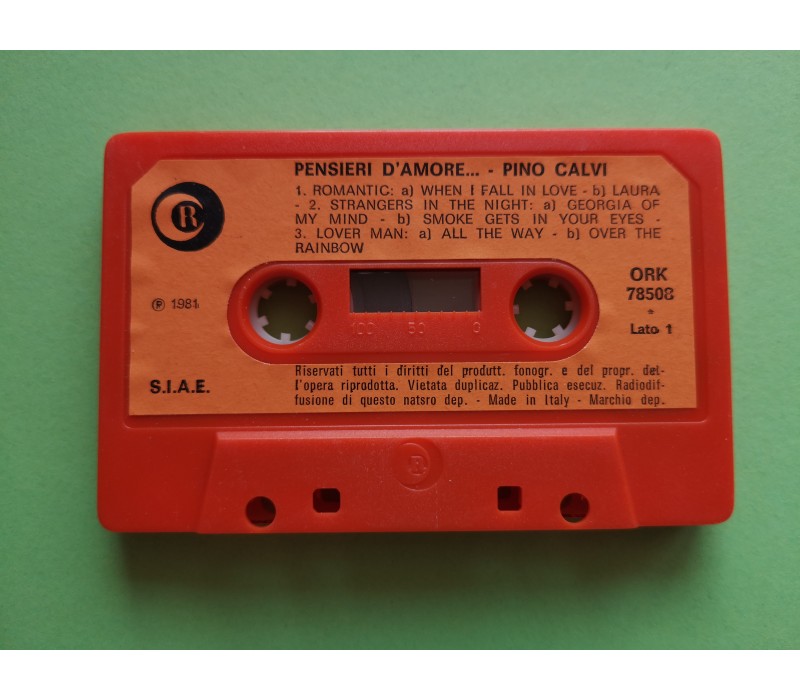 PENSIERI D'AMORE... - PINO CALVI
1. ROMANTIC: a) WHEN I FALL IN LOVE - b) LAURA
- 2. STRANGERS IN THE NIGHT: a) GEORGIA OF
MY MIND - b) SMOKE GETS IN YOUR EYES -
3. LOVER MAN: a) ALL THE WAY - b) OVER THE
RAINBOW
R
ORK
78508
*
Lato 1
℗ 1981
100 50 0
S.I.A.E.
Riservati tutti i diritti del produtt. fonogr. e del propr. del-
l'opera riprodotta. Vietata duplicaz. Pubblica esecuz. Radiodif-
fusione di questo natsro dep. - Made in Italy - Marchio dep.
R